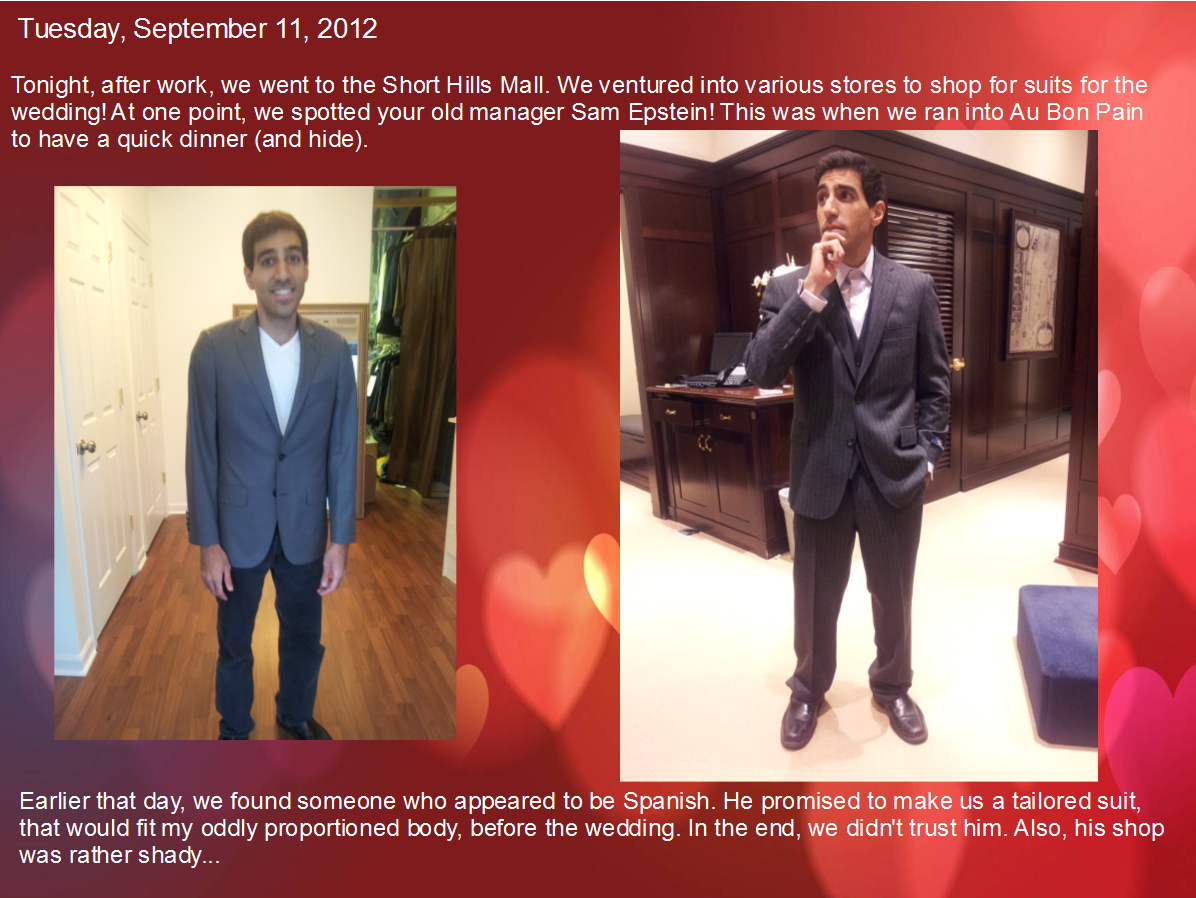 Tuesday, September 11, 2012
Tonight, after work, we went to the Short Hills Mall. We ventured into various stores to shop for suits for the
wedding! At one point, we spotted your old manager Sam Epstein! This was when we ran into Au Bon Pain
to have a quick dinner (and hide).
Earlier that day, we found someone who appeared to be Spanish. He promised to make us a tailored suit,
that would fit my oddly proportioned body, before the wedding. In the end, we didn't trust him. Also, his shop
was rather shady...